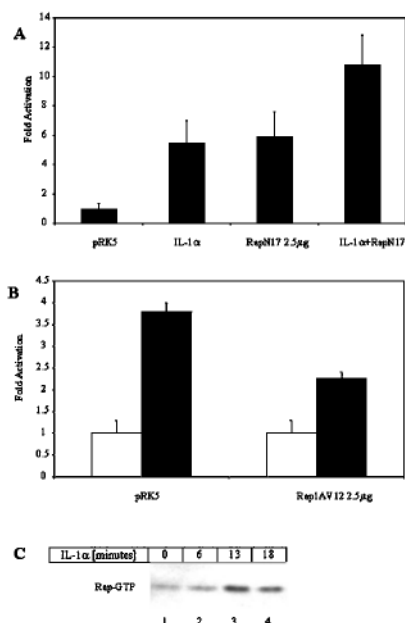 A
Fold Activation
14
12
10
8
6
4
2
0
pRK5
IL-1α
RapN17 2.5µg
IL-1α+RapN17
B
Fold Activation
4.5
4
3.5
3
2.5
2
1.5
1
0.5
0
pRK5
Rap1AV12 2.5µg
C
IL-1α [minutes] 0 6 13 18
Rap-GTP
1 2 3 4